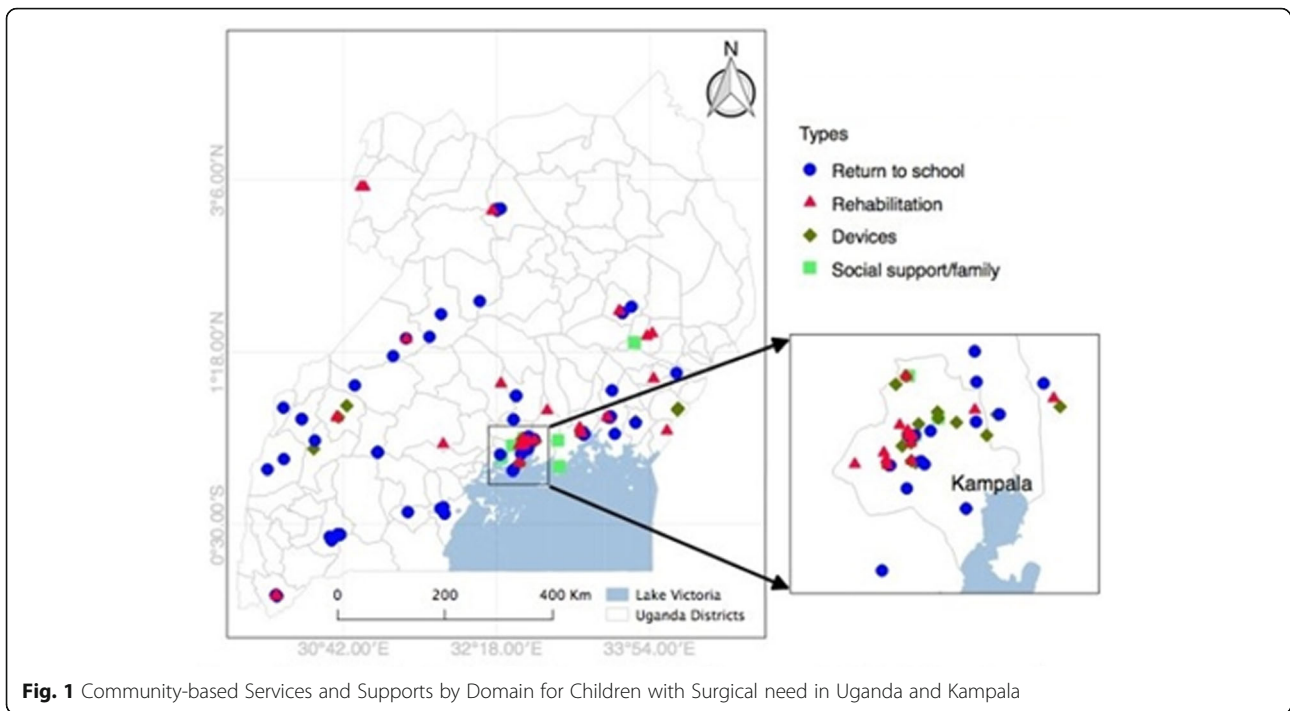 N
Types
Return to school
Rehabilitation
Devices
Social support/family
3°6.00'N
1°18.00'N
0°30.00'S
Kampala
0 200 400 Km
Lake Victoria
Uganda Districts
30°42.00'E 32°18.00'E 33°54.00'E
Fig. 1 Community-based Services and Supports by Domain for Children with Surgical need in Uganda and Kampala